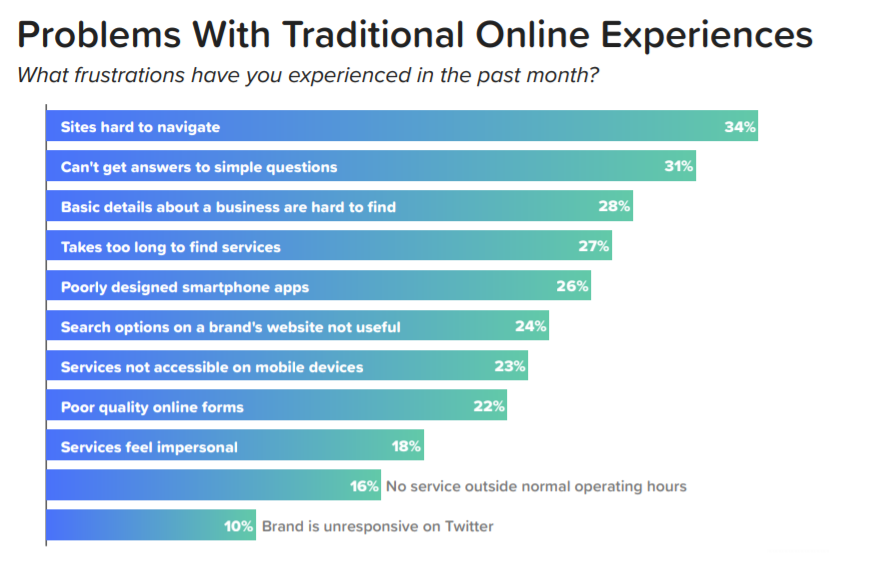 Problems With Traditional Online Experiences
What frustrations have you experienced in the past month?
Sites hard to navigate 34%
Can't get answers to simple questions 31%
Basic details about a business are hard to find 28%
Takes too long to find services 27%
Poorly designed smartphone apps 26%
Search options on a brand's website not useful 24%
Services not accessible on mobile devices 23%
Poor quality online forms 22%
Services feel impersonal 18%
16% No service outside normal operating hours
10% Brand is unresponsive on Twitter